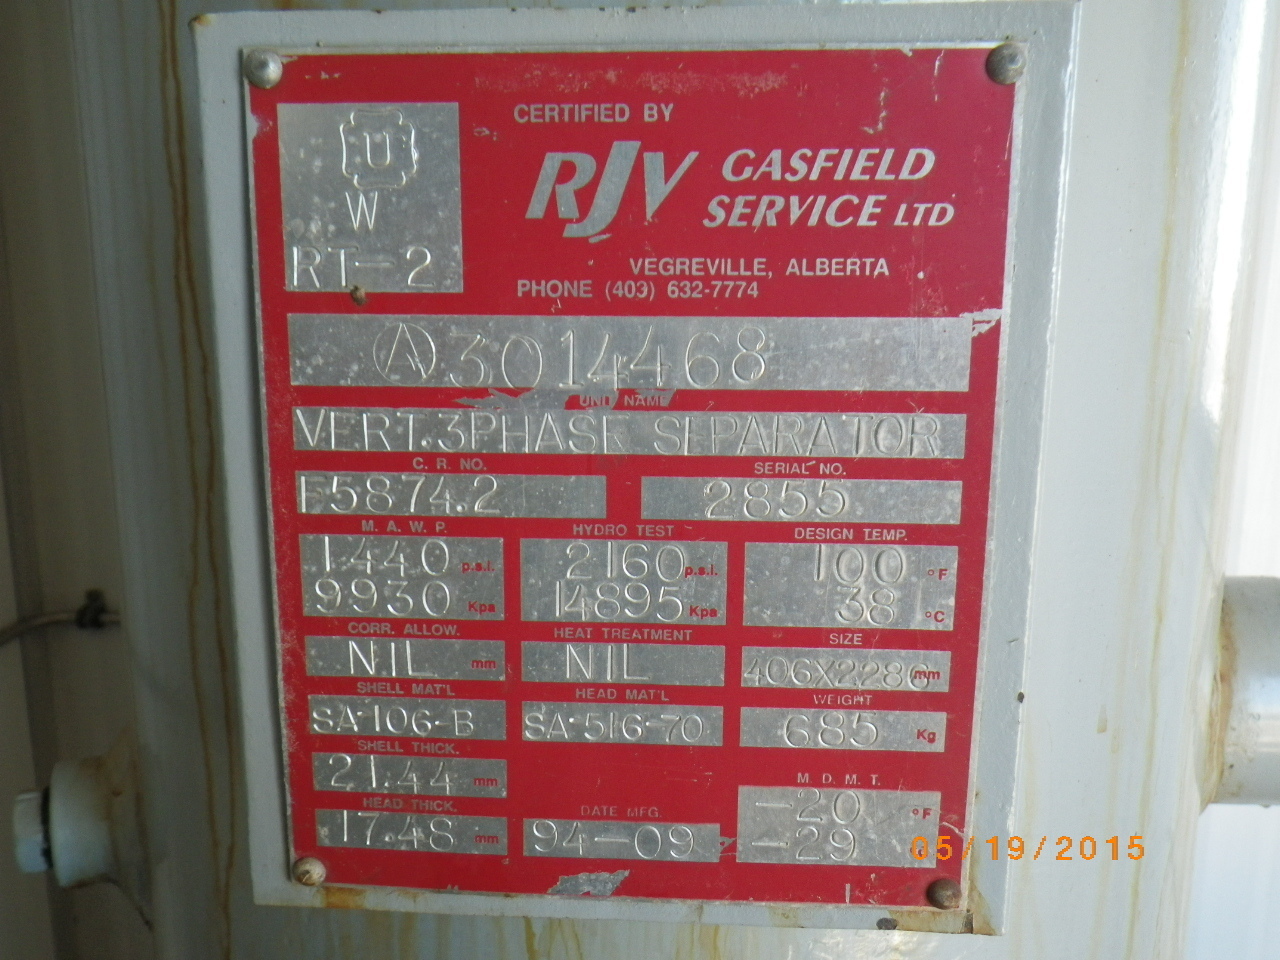 CERTIFIED BY
U
W
RT-2
RJV GASFIELD
SERVICE LTD
VEGREVILLE, ALBERTA
PHONE (403) 632-7774
A 3014468
UNIT NAME
VERT. 3PHASE SEPARATOR
C. R. NO. SERIAL NO.
F5874.2 2855
M. A. W. P. HYDRO TEST DESIGN TEMP.
1440 p.s.i. 2160 p.s.i. 100 °F
9930 Kpa 14895 Kpa 38 °C
CORR. ALLOW. HEAT TREATMENT SIZE
NIL mm NIL 406X2286 mm
SHELL MAT'L HEAD MAT'L WEIGHT
SA-106-B SA-516-70 685 Kg
SHELL THICK. M. D. M. T.
21.44 mm -20 °F
HEAD THICK. DATE MFG.
17.48 mm 94-09 -29
05/19/2015